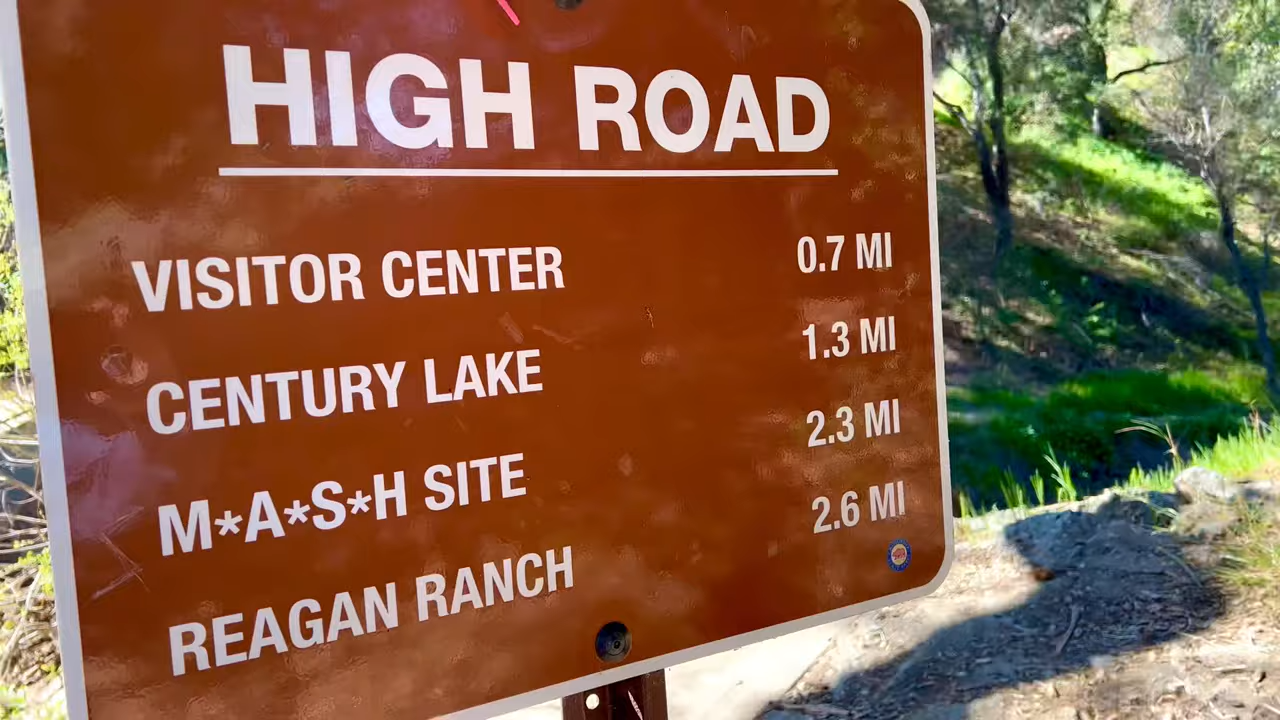 HIGH ROAD
VISITOR CENTER 0.7 MI
CENTURY LAKE 1.3 MI
M*A*S*H SITE 2.3 MI
REAGAN RANCH 2.6 MI